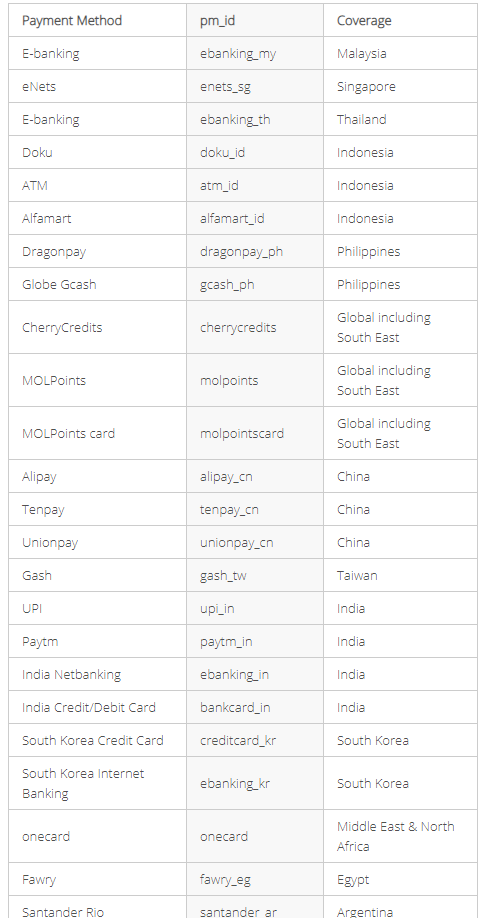 Payment Method pm_id Coverage
E-banking ebanking_my Malaysia
eNets enets_sg Singapore
E-banking ebanking_th Thailand
Doku doku_id Indonesia
ATM atm_id Indonesia
Alfamart alfamart_id Indonesia
Dragonpay dragonpay_ph Philippines
Globe Gcash gcash_ph Philippines
CherryCredits cherrycredits Global including
South East
MOLPoints molpoints Global including
South East
MOLPoints card molpointscard Global including
South East
Alipay alipay_cn China
Tenpay tenpay_cn China
Unionpay unionpay_cn China
Gash gash_tw Taiwan
UPI upi_in India
Paytm paytm_in India
India Netbanking ebanking_in India
India Credit/Debit Card bankcard_in India
South Korea Credit Card creditcard_kr South Korea
South Korea Internet
Banking ebanking_kr South Korea
onecard onecard Middle East & North
Africa
Fawry fawry_eg Egypt
Santander Rio santander_ar Argentina